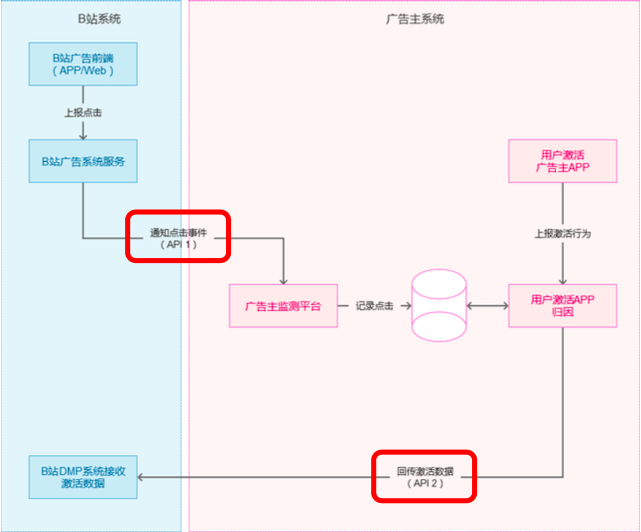 B站系统
广告主系统
B站广告前端
（APP/Web）
上报点击
B站广告系统服务
用户激活
广告主APP
通知点击事件
（API 1）
上报激活行为
广告主监测平台
记录点击
用户激活APP
归因
B站DMP系统接收
激活数据
回传激活数据
（API 2）